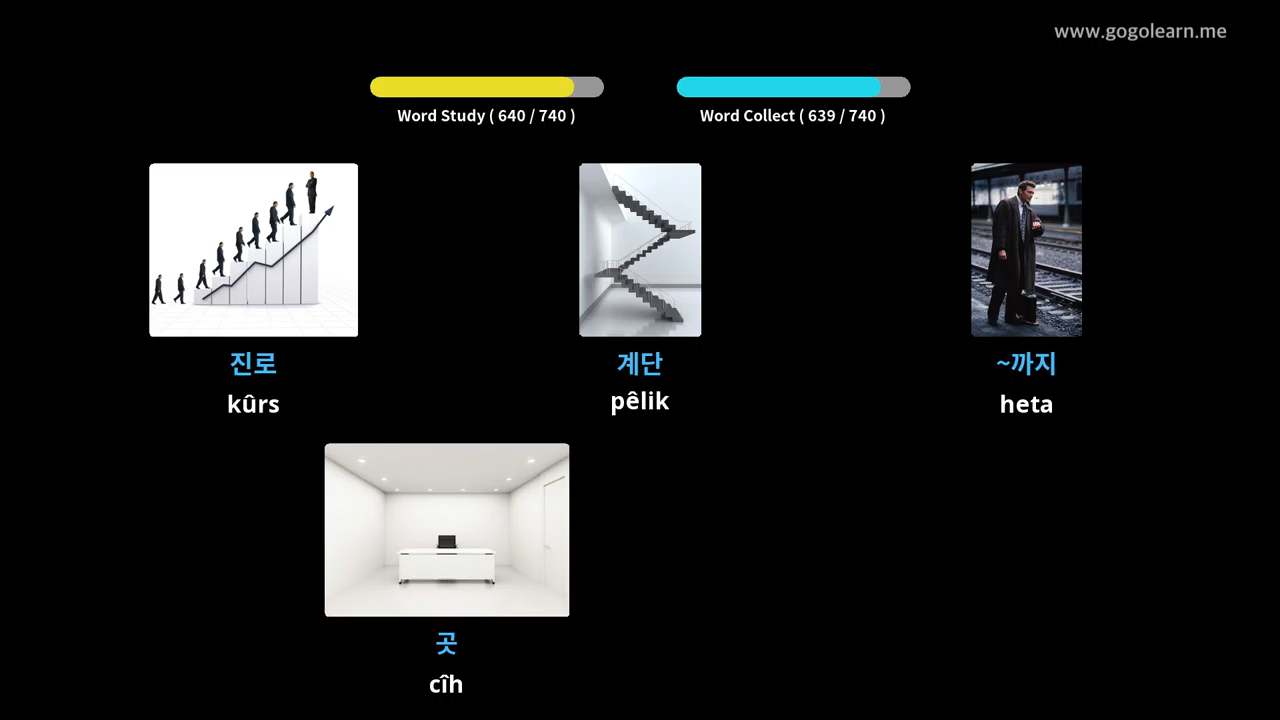 www.gogolearn.me
Word Study ( 640 / 740 )
Word Collect ( 639 / 740 )
진로
kûrs
계단
pêlik
~까지
heta
곳
cîh